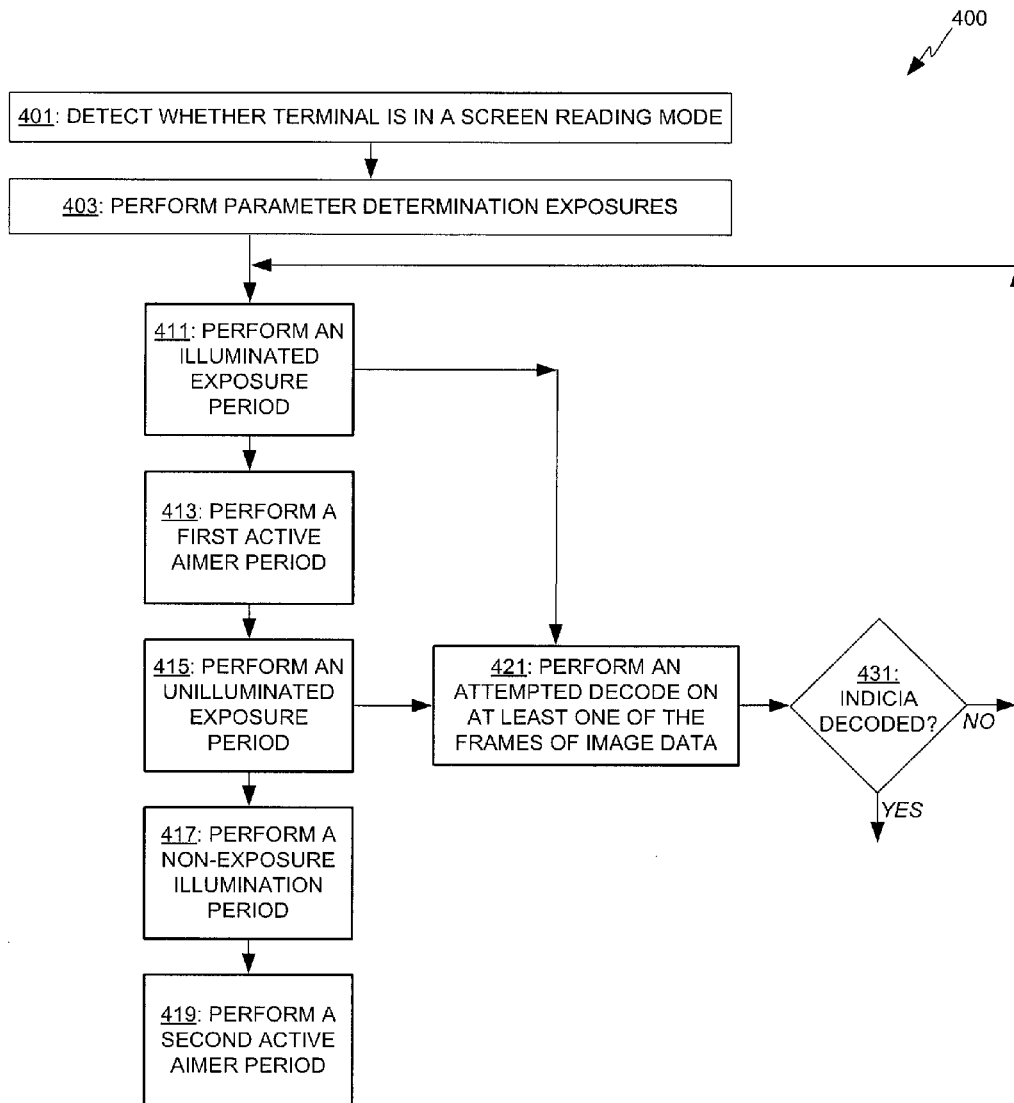 400
401: DETECT WHETHER TERMINAL IS IN A SCREEN READING MODE
403: PERFORM PARAMETER DETERMINATION EXPOSURES
411: PERFORM AN
ILLUMINATED
EXPOSURE
PERIOD
413: PERFORM A
FIRST ACTIVE
AIMER PERIOD
415: PERFORM AN
UNILLUMINATED
EXPOSURE
PERIOD
421: PERFORM AN
ATTEMPTED DECODE ON
AT LEAST ONE OF THE
FRAMES OF IMAGE DATA
431:
INDICIA
DECODED?
NO
YES
417: PERFORM A
NON-EXPOSURE
ILLUMINATION
PERIOD
419: PERFORM A
SECOND ACTIVE
AIMER PERIOD